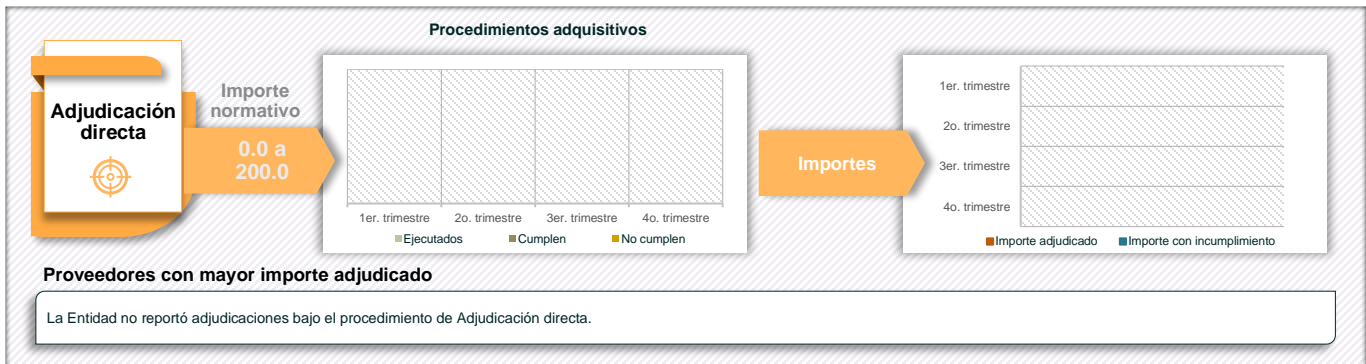 Procedimientos adquisitivos
Adjudicación
directa
Importe
normativo
0.0 a
200.0
1er. trimestre 2o. trimestre 3er. trimestre 4o. trimestre
Ejecutados Cumplen No cumplen
Importes
1er. trimestre
2o. trimestre
3er. trimestre
4o. trimestre
Importe adjudicado Importe con incumplimiento
Proveedores con mayor importe adjudicado
La Entidad no reportó adjudicaciones bajo el procedimiento de Adjudicación directa.